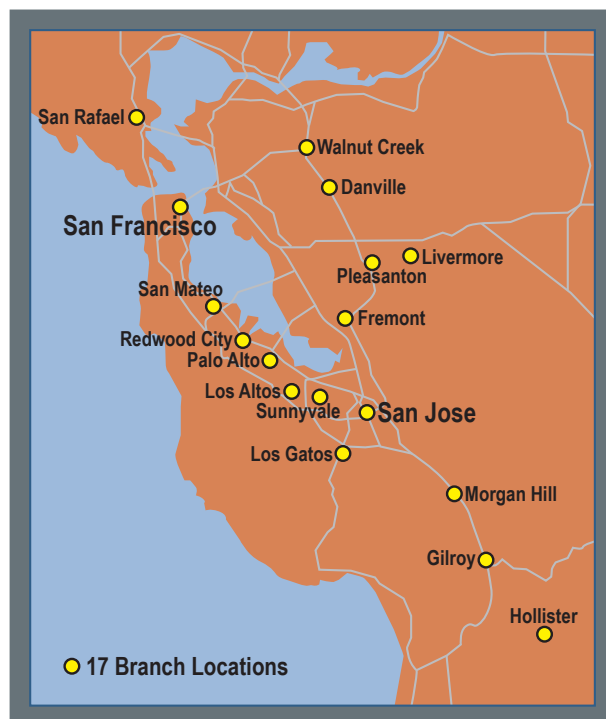 San Rafael
Walnut Creek
Danville
San Francisco
Livermore
Pleasanton
San Mateo
Fremont
Redwood City
Palo Alto
Los Altos
Sunnyvale
San Jose
Los Gatos
Morgan Hill
Gilroy
Hollister
17 Branch Locations